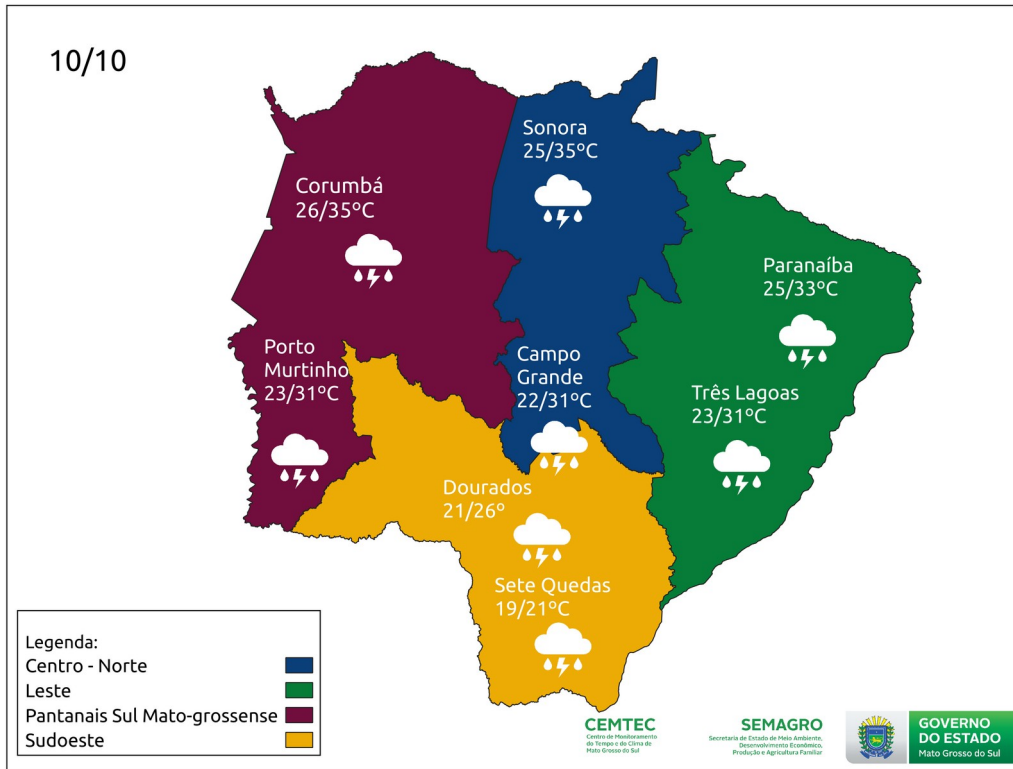 10/10
Sonora
25/35ºC
Corumbá
26/35ºC
Paranaíba
25/33ºC
Porto
Murtinho
23/31ºC
Campo
Grande
22/31ºC
Três Lagoas
23/31ºC
Dourados
21/26º
Sete Quedas
19/21ºC
Legenda:
Centro - Norte
Leste
Pantanais Sul Mato-grossense
Sudoeste
CEMTEC
Centro de Monitoramento
do Tempo e do Clima de
Mato Grosso do Sul
SEMAGRO
Secretaria de Estado de Meio Ambiente,
Desenvolvimento Econômico,
Produção e Agricultura Familiar
GOVERNO
DO ESTADO
Mato Grosso do Sul